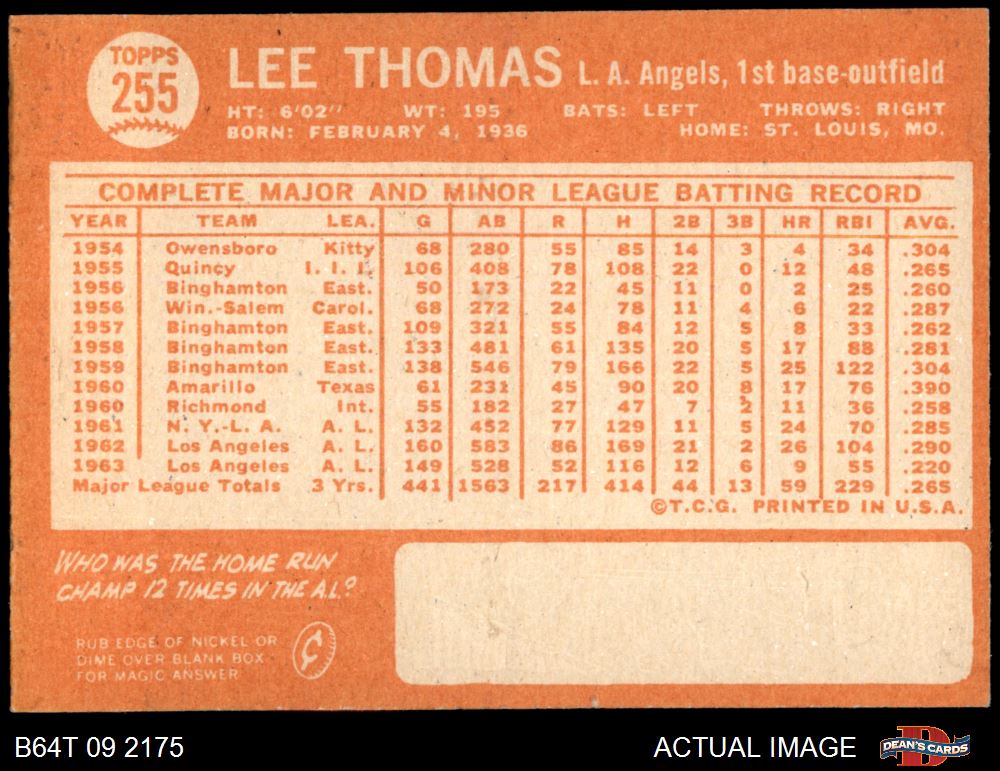 TOPPS
255
LEE THOMAS L. A. Angels, 1st base-outfield
HT: 6'02" WT: 195 BATS: LEFT THROWS: RIGHT
BORN: FEBRUARY 4, 1936 HOME: ST. LOUIS, MO.
COMPLETE MAJOR AND MINOR LEAGUE BATTING RECORD
YEAR TEAM LEA. G AB R H 2B 3B HR RBI AVG.
1954 Owensboro Kitty 68 280 55 85 14 3 4 34 .304
1955 Quincy I. I. I. 106 408 78 108 22 0 12 48 .265
1956 Binghamton East. 50 173 22 45 11 0 2 25 .260
1956 Win.-Salem Carol. 68 272 24 78 11 4 6 22 .287
1957 Binghamton East. 109 321 55 84 12 5 8 33 .262
1958 Binghamton East. 133 481 61 135 20 5 17 88 .281
1959 Binghamton East. 138 546 79 166 22 5 25 122 .304
1960 Amarillo Texas 61 231 45 90 20 8 17 76 .390
1960 Richmond Int. 55 182 27 47 7 2 11 36 .258
1961 N. Y.-L. A. A. L. 132 452 77 129 11 5 24 70 .285
1962 Los Angeles A. L. 160 583 86 169 21 2 26 104 .290
1963 Los Angeles A. L. 149 528 52 116 12 6 9 55 .220
Major League Totals 3 Yrs. 441 1563 217 414 44 13 59 229 .265
©T.C.G. PRINTED IN U.S.A.
WHO WAS THE HOME RUN
CHAMP 12 TIMES IN THE A.L.?
RUB EDGE OF NICKEL OR
DIME OVER BLANK BOX
FOR MAGIC ANSWER
¢
B64T 09 2175 ACTUAL IMAGE
DEAN'S CARDS